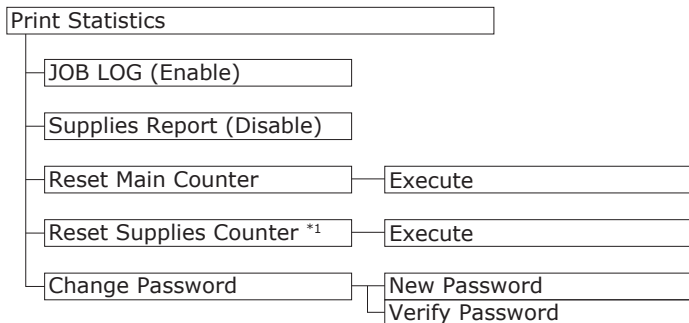 Print Statistics
JOB LOG (Enable)
Supplies Report (Disable)
Reset Main Counter Execute
Reset Supplies Counter *1 Execute
Change Password New Password
Verify Password